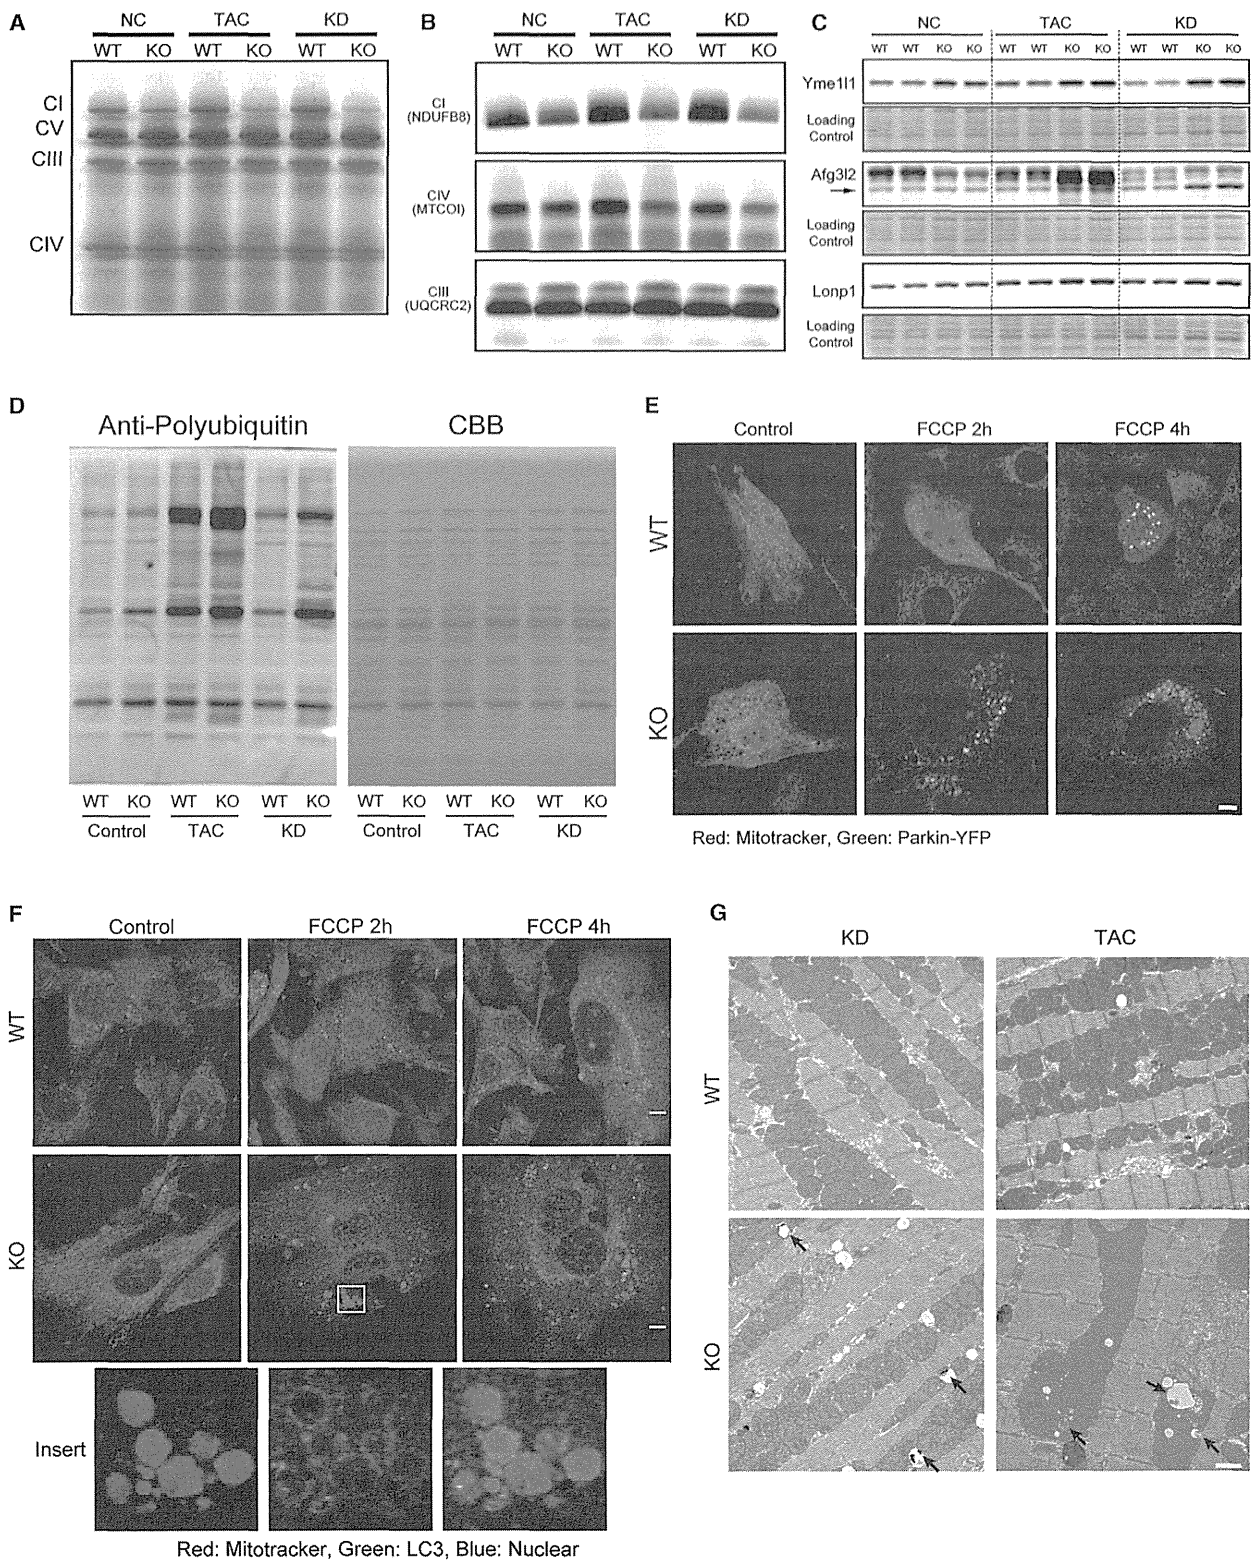 A
NC TAC KD
WT KO WT KO WT KO
CI
CV
CIII
CIV
B
NC TAC KD
WT KO WT KO WT KO
CI
(NDUFB8)
CIV
(MTCOI)
CIII
(UQCRC2)
C
NC TAC KD
WT WT KO KO WT WT KO KO WT WT KO KO
Yme1l1
Loading
Control
Afg3l2
Loading
Control
Lonp1
Loading
Control
D
Anti-Polyubiquitin CBB
WT KO WT KO WT KO WT KO WT KO WT KO
Control TAC KD Control TAC KD
E
Control FCCP 2h FCCP 4h
WT
KO
Red: Mitotracker, Green: Parkin-YFP
F
Control FCCP 2h FCCP 4h
WT
KO
Insert
Red: Mitotracker, Green: LC3, Blue: Nuclear
G
KD TAC
WT
KO